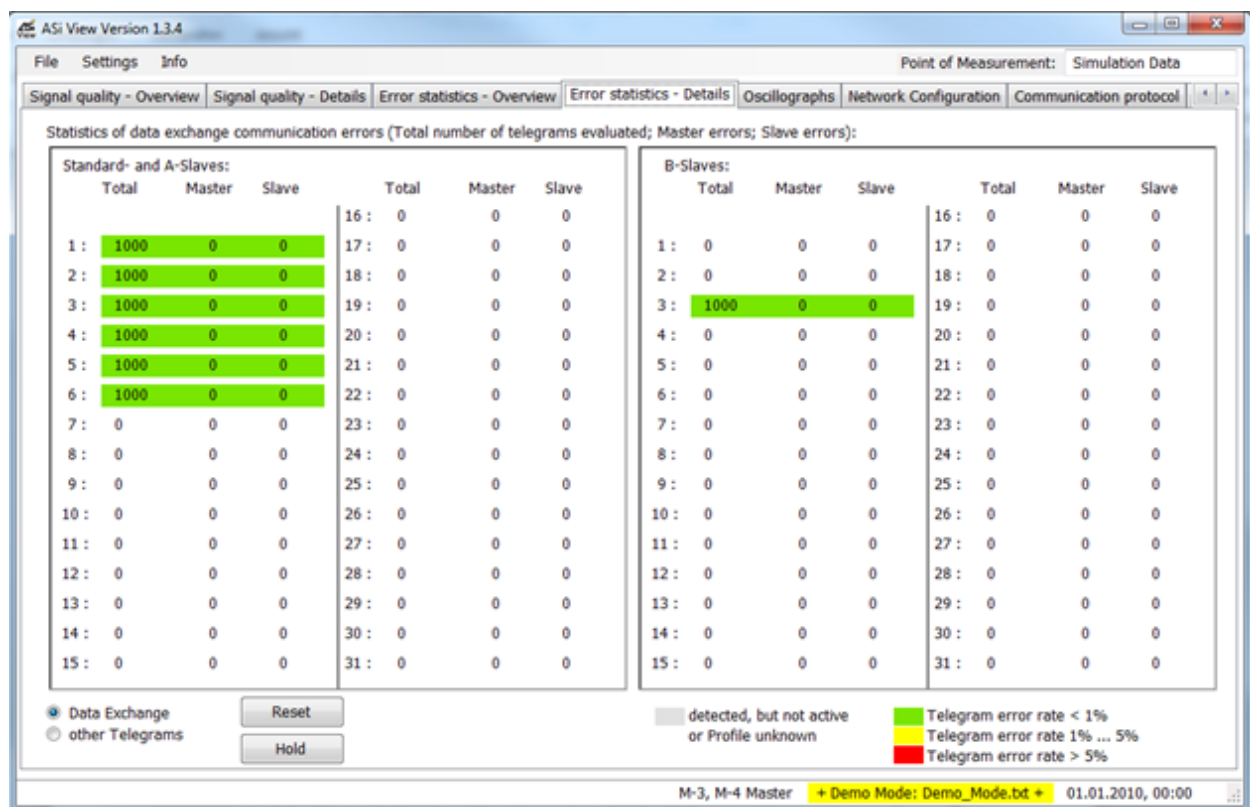 ASi View Version 1.3.4
File Settings Info Point of Measurement: Simulation Data
Signal quality - Overview Signal quality - Details Error statistics - Overview Error statistics - Details Oscillographs Network Configuration Communication protocol
Statistics of data exchange communication errors (Total number of telegrams evaluated; Master errors; Slave errors):
Standard- and A-Slaves:
Total Master Slave Total Master Slave
16 : 0 0 0
1 : 1000 0 0 17 : 0 0 0
2 : 1000 0 0 18 : 0 0 0
3 : 1000 0 0 19 : 0 0 0
4 : 1000 0 0 20 : 0 0 0
5 : 1000 0 0 21 : 0 0 0
6 : 1000 0 0 22 : 0 0 0
7 : 0 0 0 23 : 0 0 0
8 : 0 0 0 24 : 0 0 0
9 : 0 0 0 25 : 0 0 0
10 : 0 0 0 26 : 0 0 0
11 : 0 0 0 27 : 0 0 0
12 : 0 0 0 28 : 0 0 0
13 : 0 0 0 29 : 0 0 0
14 : 0 0 0 30 : 0 0 0
15 : 0 0 0 31 : 0 0 0
B-Slaves:
Total Master Slave Total Master Slave
16 : 0 0 0
1 : 0 0 0 17 : 0 0 0
2 : 0 0 0 18 : 0 0 0
3 : 1000 0 0 19 : 0 0 0
4 : 0 0 0 20 : 0 0 0
5 : 0 0 0 21 : 0 0 0
6 : 0 0 0 22 : 0 0 0
7 : 0 0 0 23 : 0 0 0
8 : 0 0 0 24 : 0 0 0
9 : 0 0 0 25 : 0 0 0
10 : 0 0 0 26 : 0 0 0
11 : 0 0 0 27 : 0 0 0
12 : 0 0 0 28 : 0 0 0
13 : 0 0 0 29 : 0 0 0
14 : 0 0 0 30 : 0 0 0
15 : 0 0 0 31 : 0 0 0
Data Exchange
other Telegrams
Reset
Hold
detected, but not active
or Profile unknown
Telegram error rate < 1%
Telegram error rate 1% ... 5%
Telegram error rate > 5%
M-3, M-4 Master + Demo Mode: Demo_Mode.txt + 01.01.2010, 00:00